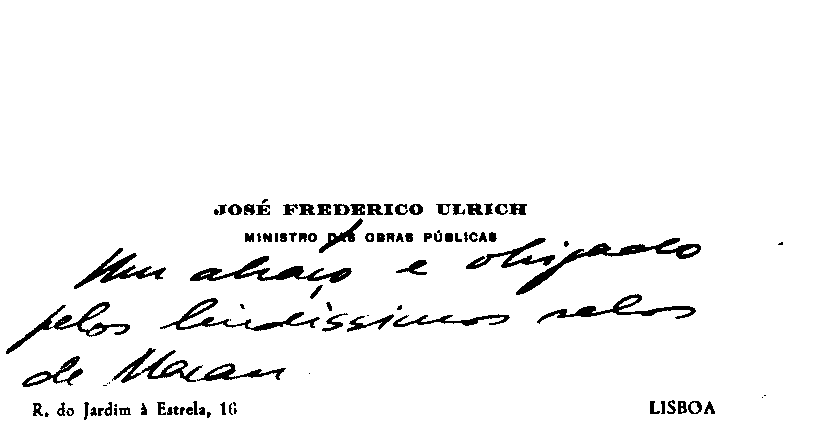 JOSÉ FREDERICO ULRICH
MINISTRO DAS OBRAS PÚBLICAS
Um abraço e obrigado
pelos lindíssimos selos
de Macau
R. do Jardim à Estrela, 16
LISBOA